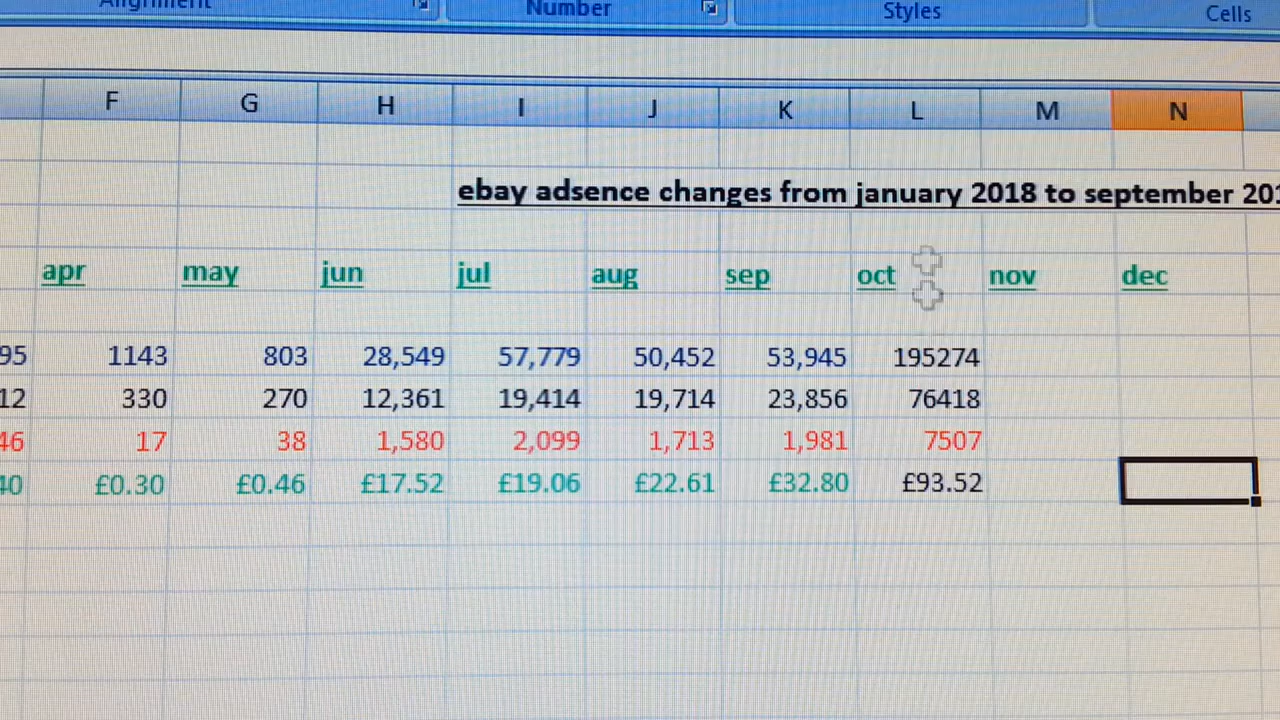 Alignment Number Styles Cells
F G H I J K L M N
ebay adsence changes from january 2018 to september 201
apr may jun jul aug sep oct nov dec
95 1143 803 28,549 57,779 50,452 53,945 195274
12 330 270 12,361 19,414 19,714 23,856 76418
46 17 38 1,580 2,099 1,713 1,981 7507
40 £0.30 £0.46 £17.52 £19.06 £22.61 £32.80 £93.52